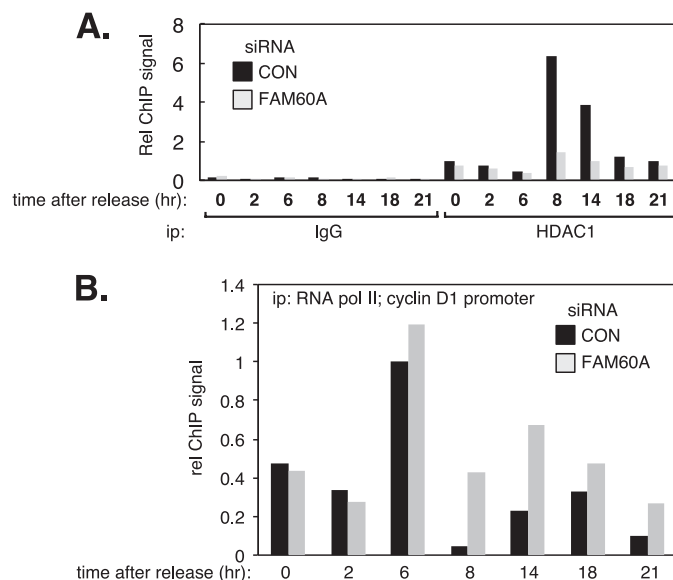 A.
Rel ChIP signal
8
6
4
2
0
siRNA
CON
FAM60A
time after release (hr): 0 2 6 8 14 18 21 0 2 6 8 14 18 21
ip: IgG HDAC1
B.
rel ChIP signal
1.4
1.2
1
0.8
0.6
0.4
0.2
0
ip: RNA pol II; cyclin D1 promoter
siRNA
CON
FAM60A
time after release (hr): 0 2 6 8 14 18 21